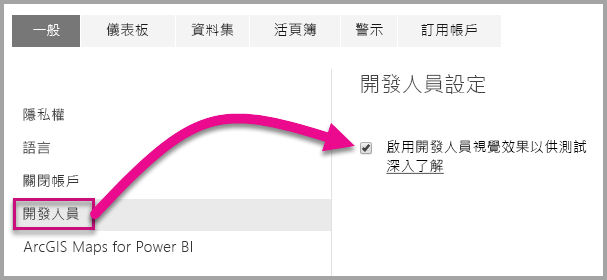 一般 儀表板 資料集 活頁簿 警示 訂用帳戶
隱私權
語言
關閉帳戶
開發人員
ArcGIS Maps for Power BI
開發人員設定
啟用開發人員視覺效果以供測試
深入了解